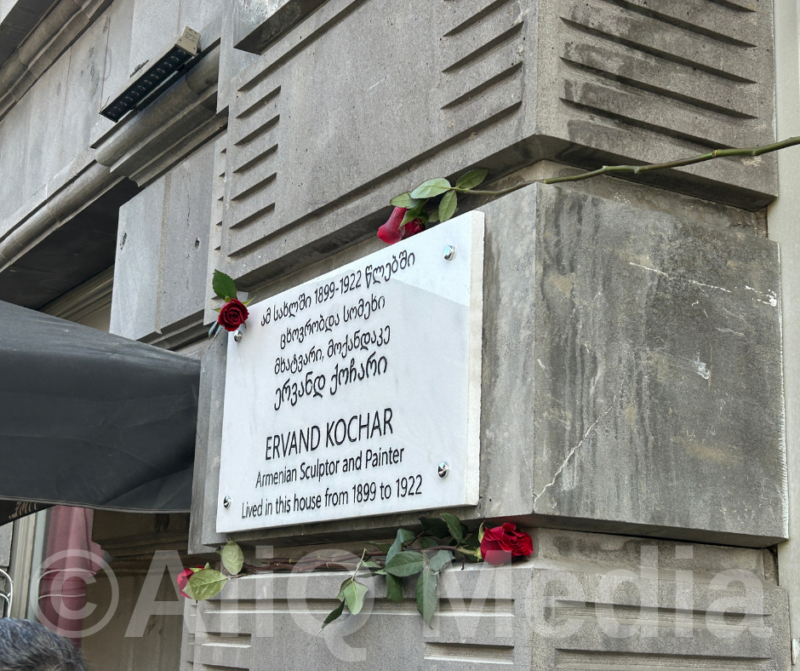 ამ სახლში 1899-1922 წლებში
ცხოვრობდა სომეხი
მხატვარი, მოქანდაკე
ერვანდ ქოჩარი
ERVAND KOCHAR
Armenian Sculptor and Painter
Lived in this house from 1899 to 1922
©AliQ Media